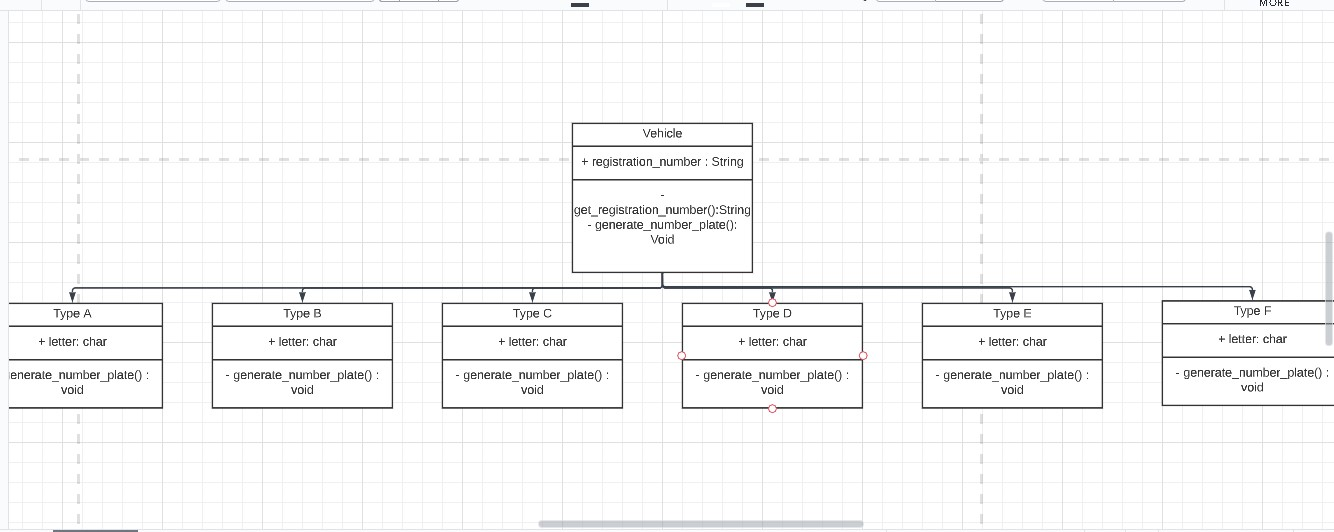 MORE
Vehicle
+ registration_number : String
-
get_registration_number():String
- generate_number_plate():
Void
Type A
+ letter: char
enerate_number_plate() :
void
Type B
+ letter: char
- generate_number_plate() :
void
Type C
+ letter: char
- generate_number_plate() :
void
Type D
+ letter: char
- generate_number_plate() :
void
Type E
+ letter: char
- generate_number_plate() :
void
Type F
+ letter: char
- generate_number_plate() :
void